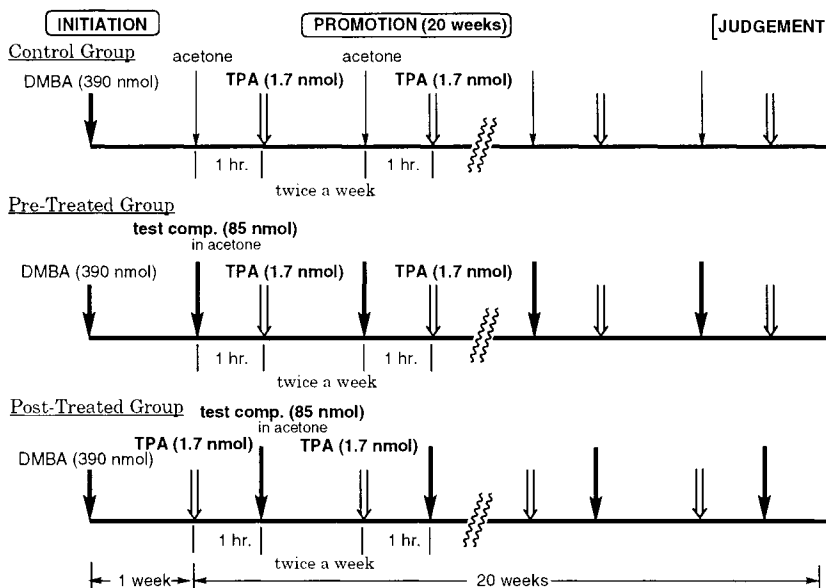 INITIATION PROMOTION (20 weeks) JUDGEMENT
Control Group
acetone acetone
DMBA (390 nmol) TPA (1.7 nmol) TPA (1.7 nmol)
1 hr. 1 hr.
twice a week
Pre-Treated Group
test comp. (85 nmol)
in acetone
DMBA (390 nmol) TPA (1.7 nmol) TPA (1.7 nmol)
1 hr. 1 hr.
twice a week
Post-Treated Group
test comp. (85 nmol)
in acetone
TPA (1.7 nmol) TPA (1.7 nmol)
DMBA (390 nmol)
1 hr. 1 hr.
twice a week
1 week 20 weeks